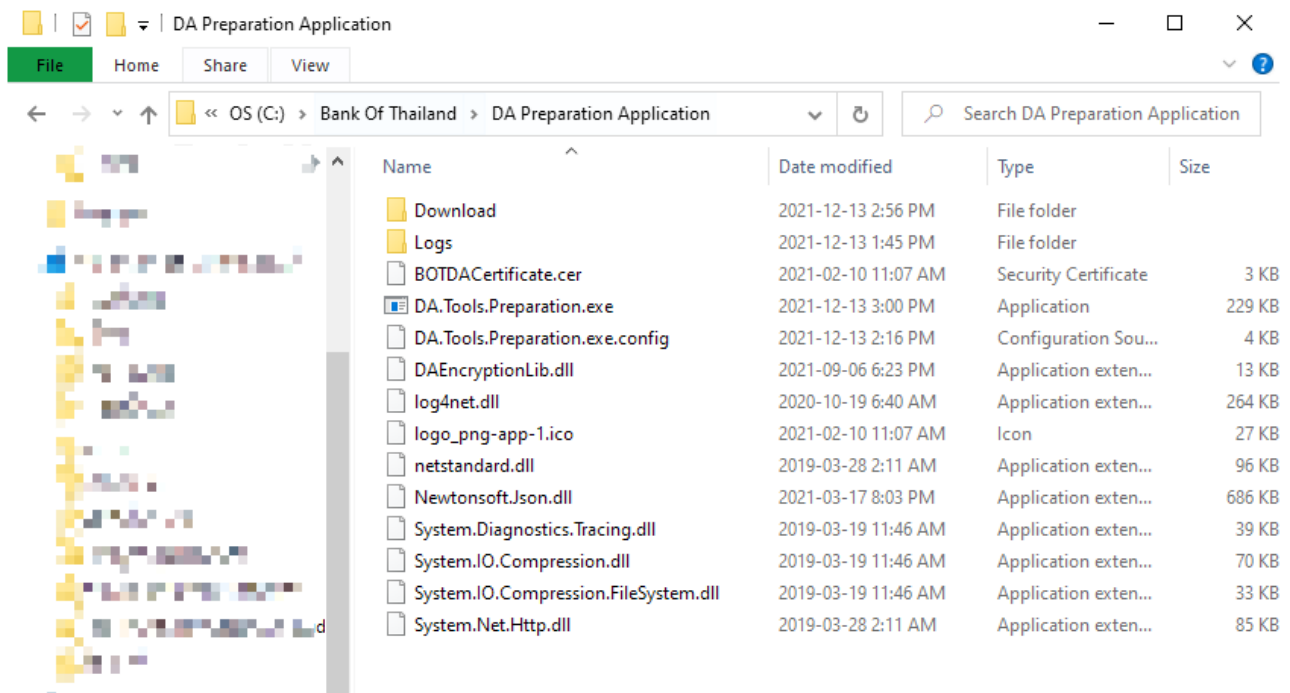 DA Preparation Application
File Home Share View
« OS (C:) > Bank Of Thailand > DA Preparation Application Search DA Preparation Application
Name Date modified Type Size
Download 2021-12-13 2:56 PM File folder
Logs 2021-12-13 1:45 PM File folder
BOTDACertificate.cer 2021-02-10 11:07 AM Security Certificate 3 KB
DA.Tools.Preparation.exe 2021-12-13 3:00 PM Application 229 KB
DA.Tools.Preparation.exe.config 2021-12-13 2:16 PM Configuration Sou... 4 KB
DAEncryptionLib.dll 2021-09-06 6:23 PM Application exten... 13 KB
log4net.dll 2020-10-19 6:40 AM Application exten... 264 KB
logo_png-app-1.ico 2021-02-10 11:07 AM Icon 27 KB
netstandard.dll 2019-03-28 2:11 AM Application exten... 96 KB
Newtonsoft.Json.dll 2021-03-17 8:03 PM Application exten... 686 KB
System.Diagnostics.Tracing.dll 2019-03-19 11:46 AM Application exten... 39 KB
System.IO.Compression.dll 2019-03-19 11:46 AM Application exten... 70 KB
System.IO.Compression.FileSystem.dll 2019-03-19 11:46 AM Application exten... 33 KB
System.Net.Http.dll 2019-03-28 2:11 AM Application exten... 85 KB